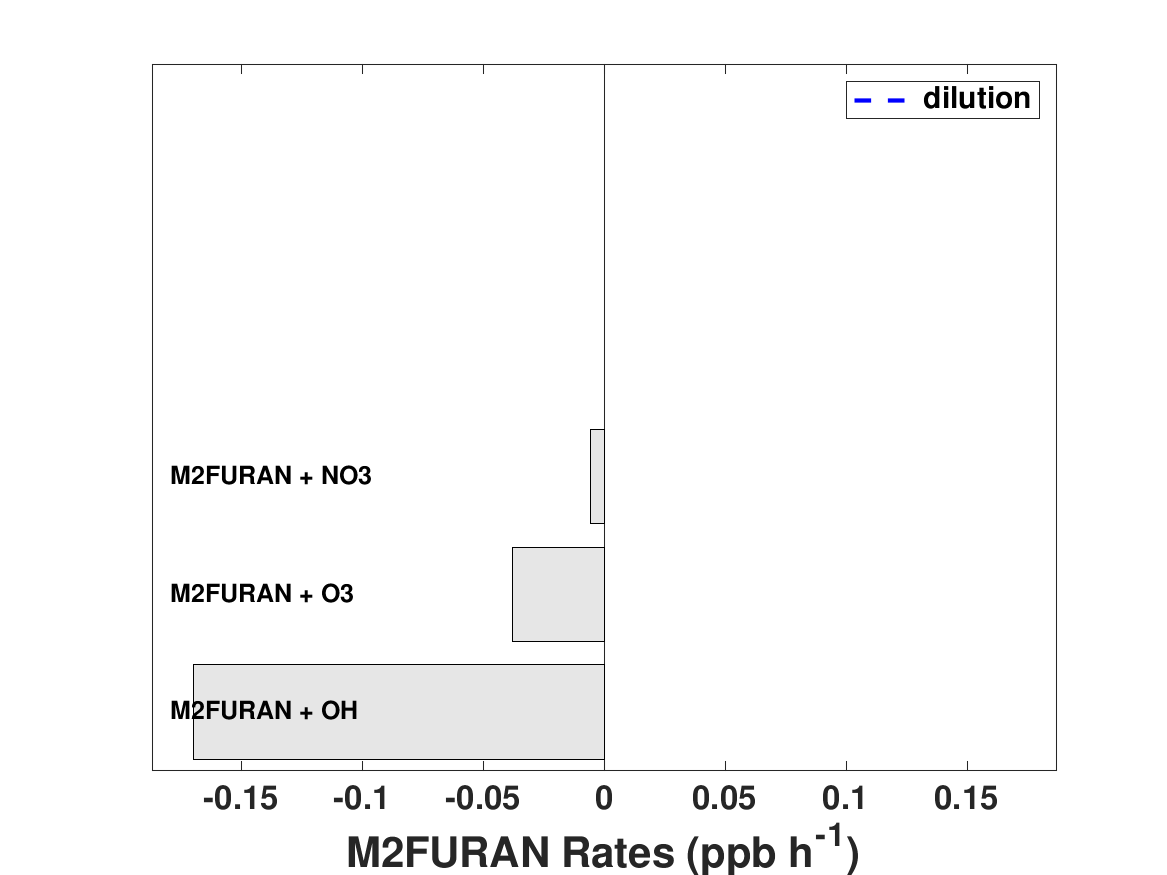 dilution
M2FURAN + NO3
M2FURAN + O3
M2FURAN + OH
-0.15 -0.1 -0.05 0 0.05 0.1 0.15
M2FURAN Rates (ppb h⁻¹)